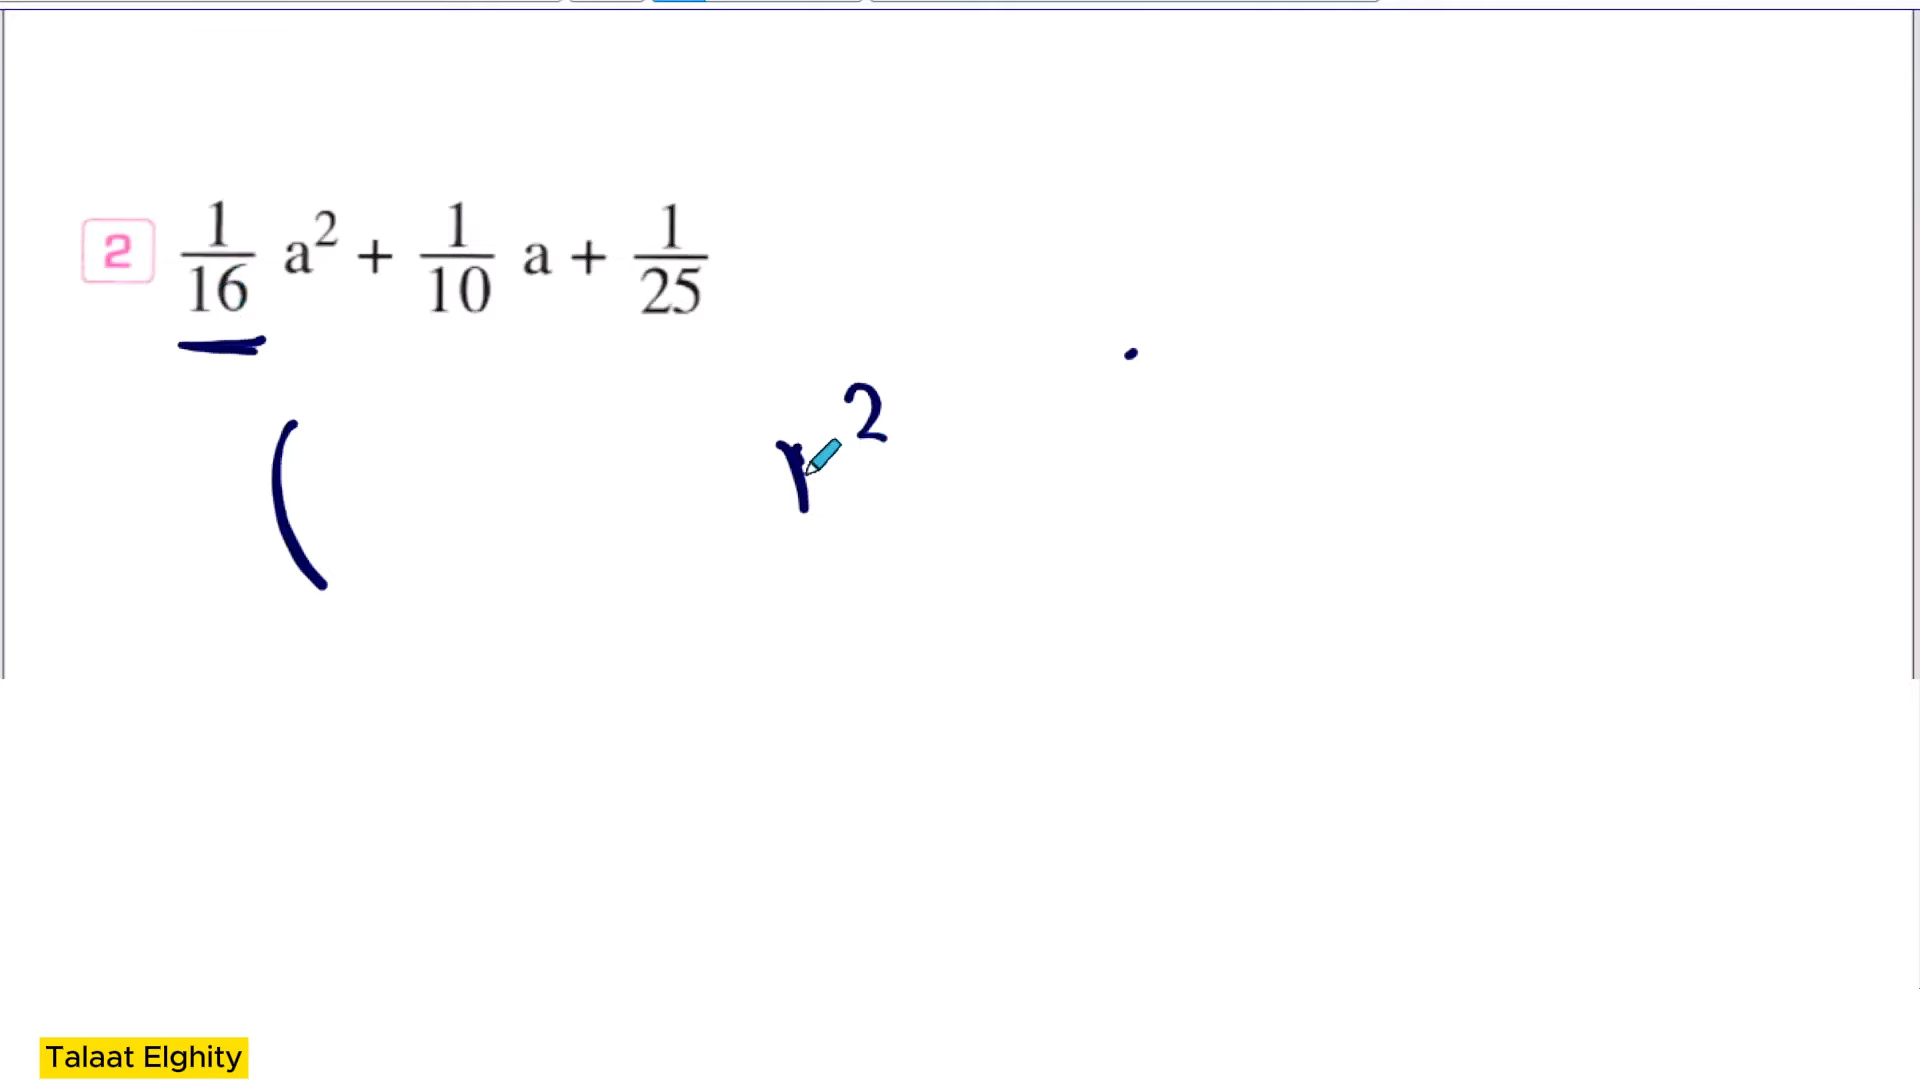 2 1/16 a² + 1/10 a + 1/25
( )²
Talaat Elghity